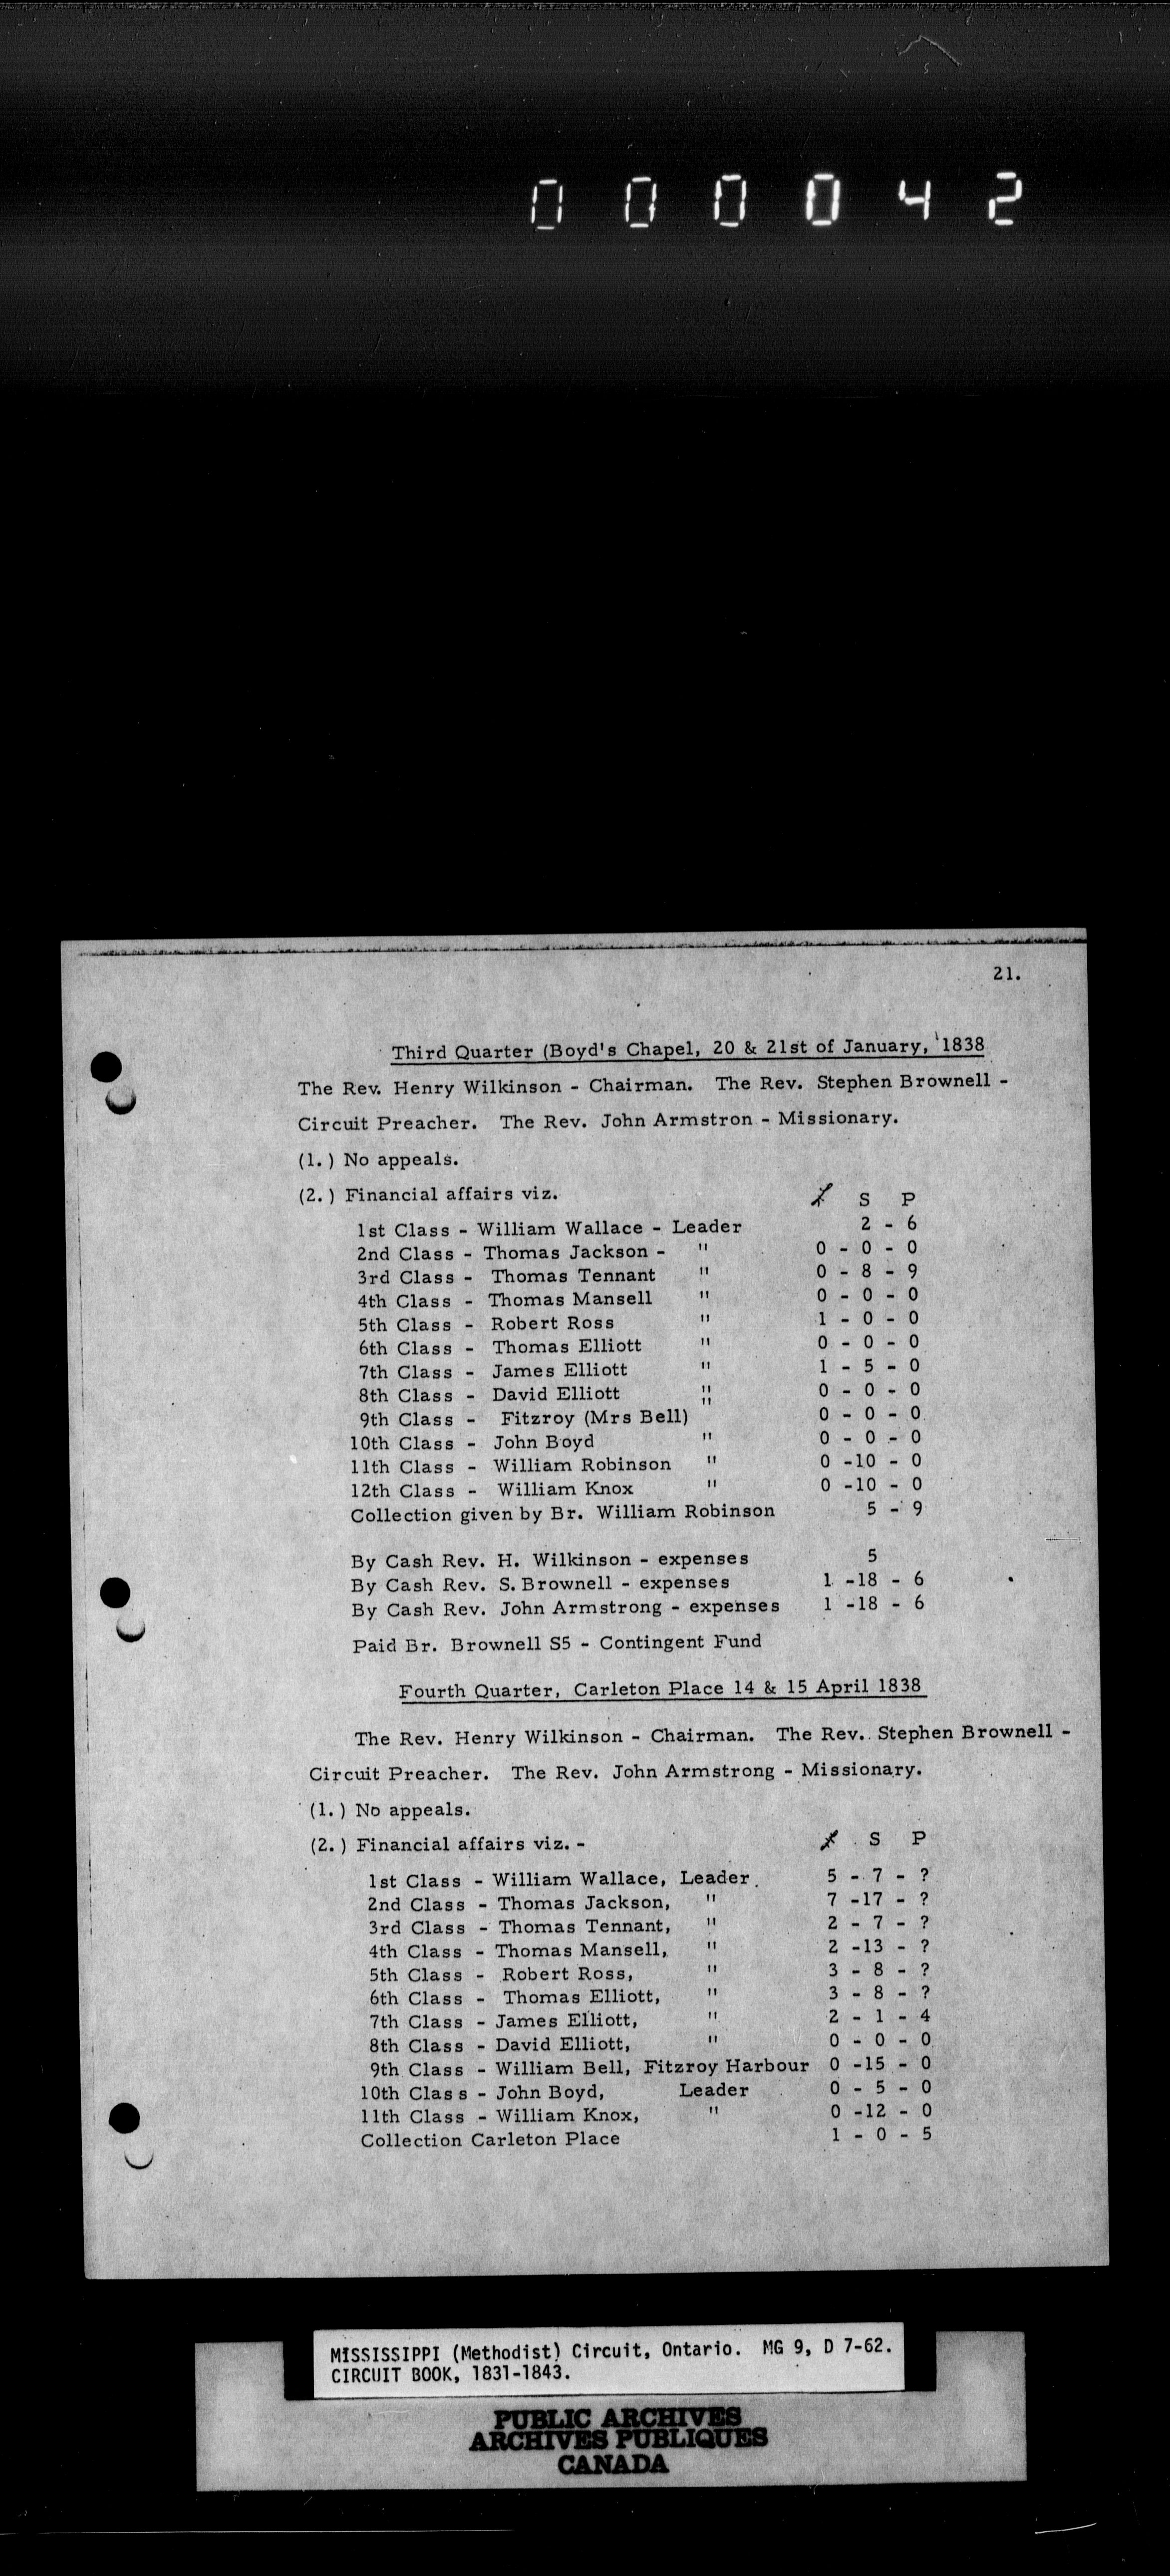 000042
21.
Third Quarter (Boyd's Chapel, 20 & 21st of January, 1838
The Rev. Henry Wilkinson - Chairman. The Rev. Stephen Brownell -
Circuit Preacher. The Rev. John Armstron - Missionary.
(1.) No appeals.
(2.) Financial affairs viz. £ S P
1st Class - William Wallace - Leader 2 - 6
2nd Class - Thomas Jackson - " 0 - 0 - 0
3rd Class - Thomas Tennant " 0 - 8 - 9
4th Class - Thomas Mansell " 0 - 0 - 0
5th Class - Robert Ross " 1 - 0 - 0
6th Class - Thomas Elliott " 0 - 0 - 0
7th Class - James Elliott " 1 - 5 - 0
8th Class - David Elliott " 0 - 0 - 0
9th Class - Fitzroy (Mrs Bell) " 0 - 0 - 0
10th Class - John Boyd " 0 - 0 - 0
11th Class - William Robinson " 0 -10 - 0
12th Class - William Knox " 0 -10 - 0
Collection given by Br. William Robinson 5 - 9
By Cash Rev. H. Wilkinson - expenses 5
By Cash Rev. S. Brownell - expenses 1 -18 - 6
By Cash Rev. John Armstrong - expenses 1 -18 - 6
Paid Br. Brownell S5 - Contingent Fund
Fourth Quarter, Carleton Place 14 & 15 April 1838
The Rev. Henry Wilkinson - Chairman. The Rev. Stephen Brownell -
Circuit Preacher. The Rev. John Armstrong - Missionary.
(1.) No appeals.
(2.) Financial affairs viz. - £ S P
1st Class - William Wallace, Leader 5 - 7 - ?
2nd Class - Thomas Jackson, " 7 -17 - ?
3rd Class - Thomas Tennant, " 2 - 7 - ?
4th Class - Thomas Mansell, " 2 -13 - ?
5th Class - Robert Ross, " 3 - 8 - ?
6th Class - Thomas Elliott, " 3 - 8 - ?
7th Class - James Elliott, " 2 - 1 - 4
8th Class - David Elliott, " 0 - 0 - 0
9th Class - William Bell, Fitzroy Harbour 0 -15 - 0
10th Class - John Boyd, Leader 0 - 5 - 0
11th Class - William Knox, " 0 -12 - 0
Collection Carleton Place 1 - 0 - 5
MISSISSIPPI (Methodist) Circuit, Ontario. MG 9, D 7-62.
CIRCUIT BOOK, 1831-1843.
PUBLIC ARCHIVES
ARCHIVES PUBLIQUES
CANADA